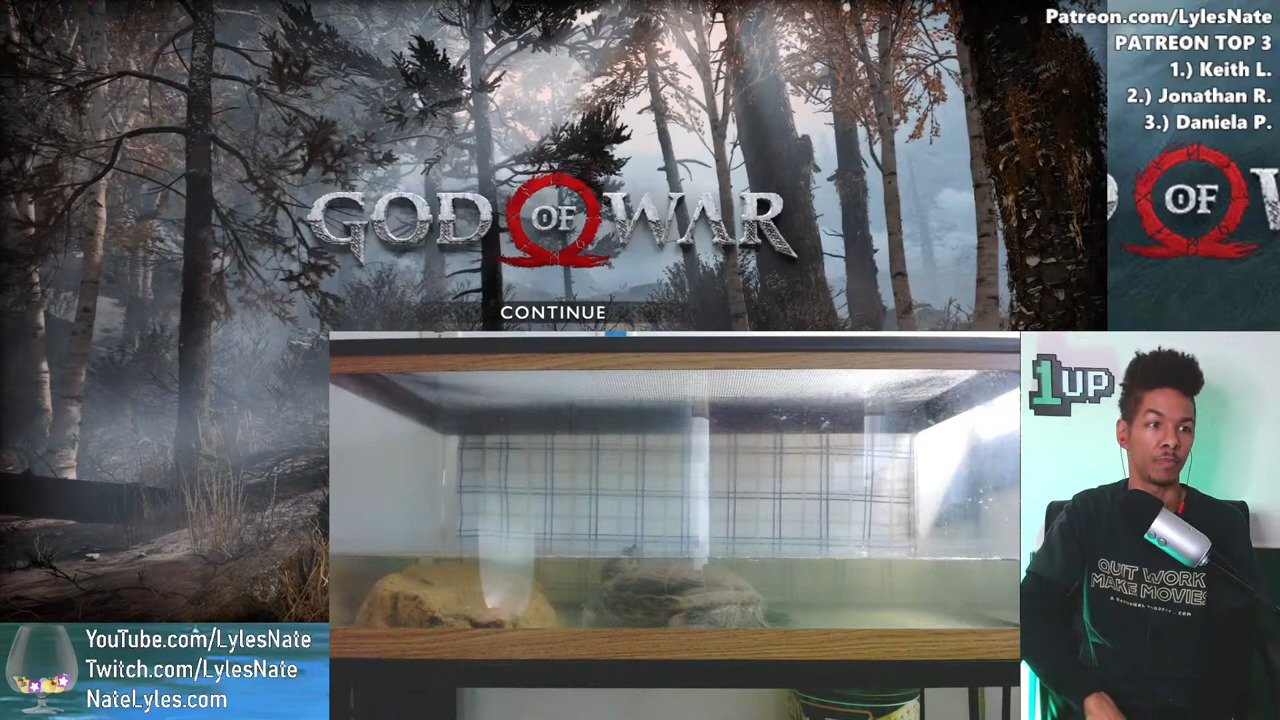 Patreon.com/LylesNate
PATREON TOP 3
1.) Keith L.
2.) Jonathan R.
3.) Daniela P.
GOD OF WAR
OF
CONTINUE
1UP
QUIT WORK
MAKE MOVIES
YouTube.com/LylesNate
Twitch.com/LylesNate
NateLyles.com